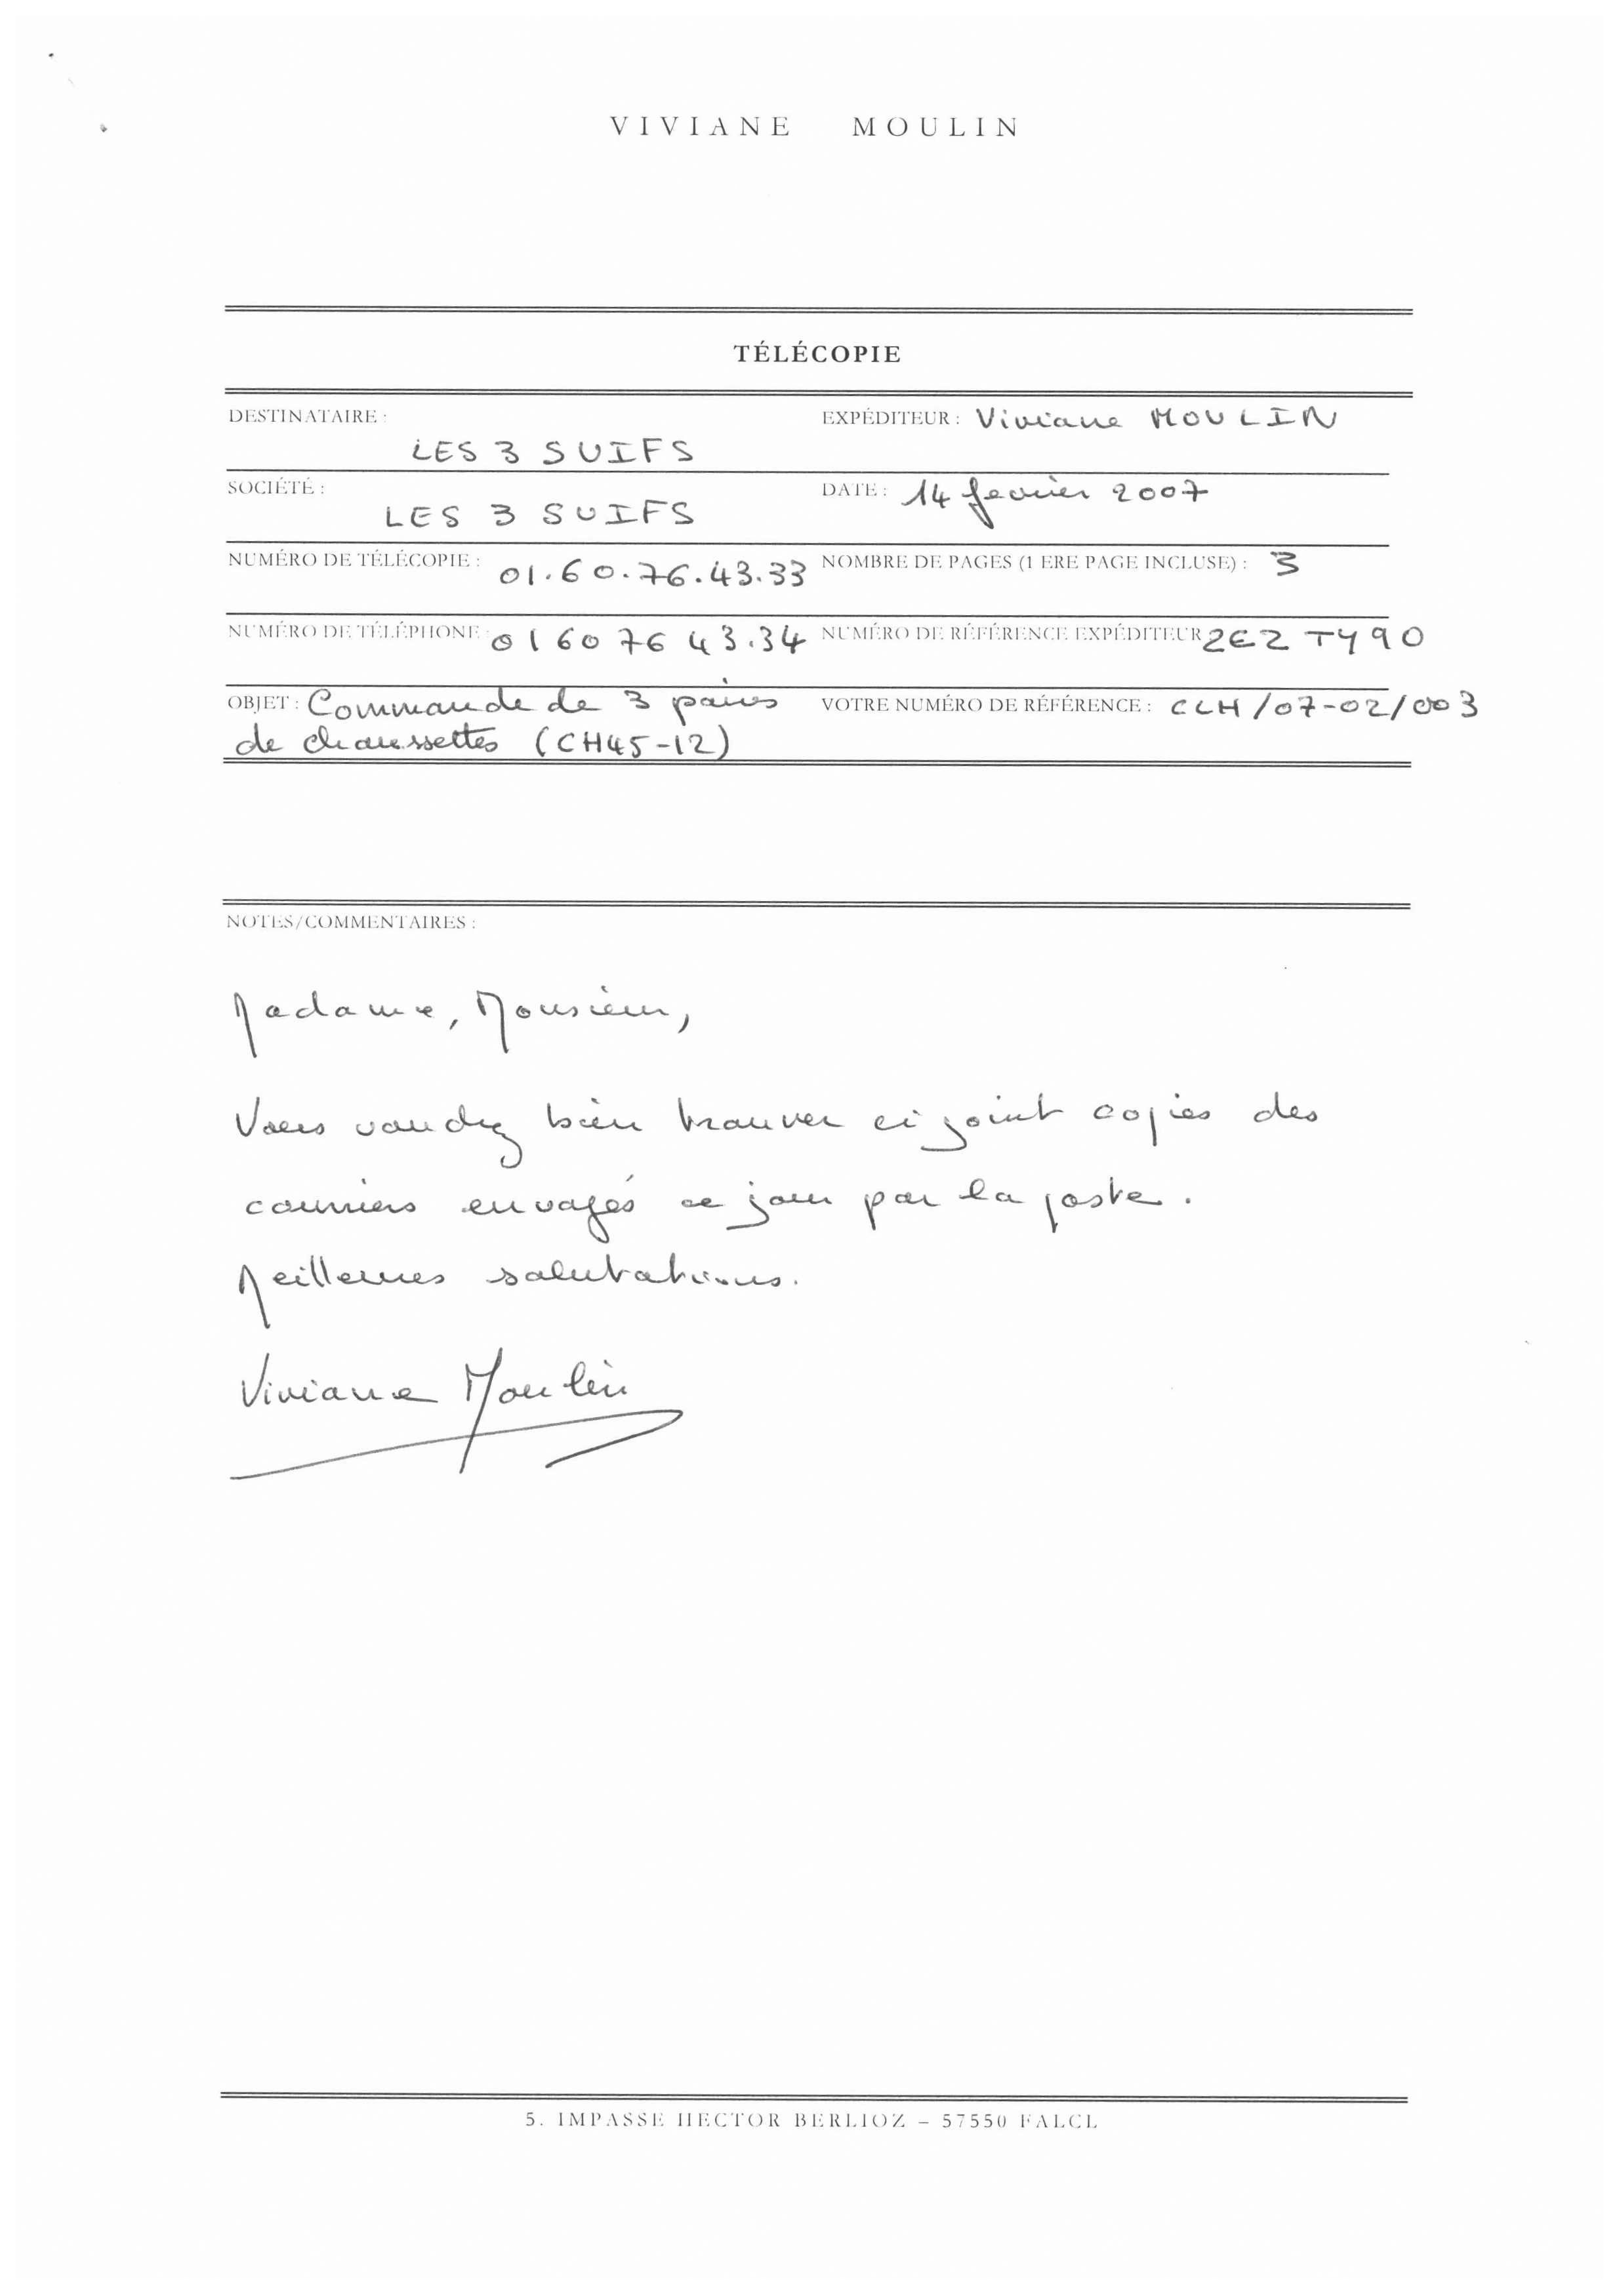 VIVIANE MOULIN
TÉLÉCOPIE
DESTINATAIRE :
LES 3 SUIFS
EXPÉDITEUR : Viviane MOULIN
SOCIÉTÉ :
LES 3 SUIFS
DATE : 14 fevrier 2007
NUMÉRO DE TÉLÉCOPIE : 01.60.76.43.33
NOMBRE DE PAGES (1 ERE PAGE INCLUSE) : 3
NUMÉRO DE TÉLÉPHONE : 01 60 76 43.34
NUMÉRO DE RÉFÉRENCE EXPÉDITEUR 2E2 TY90
OBJET : Commande de 3 paires
de chaussettes (CH45-12)
VOTRE NUMÉRO DE RÉFÉRENCE : CLH/07-02/003
NOTES/COMMENTAIRES :
Madame, Monsieur,
Vous voudrez bien trouver ci joint copies des
courriers envoyés ce jour par la poste.
Meilleures salutations.
Viviane Moulin
5. IMPASSE HECTOR BERLIOZ – 57550 FALCL